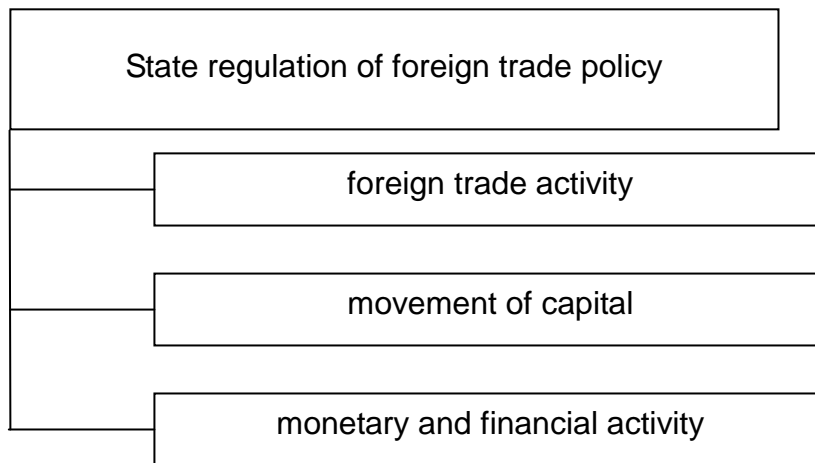 State regulation of foreign trade policy
foreign trade activity
movement of capital
monetary and financial activity